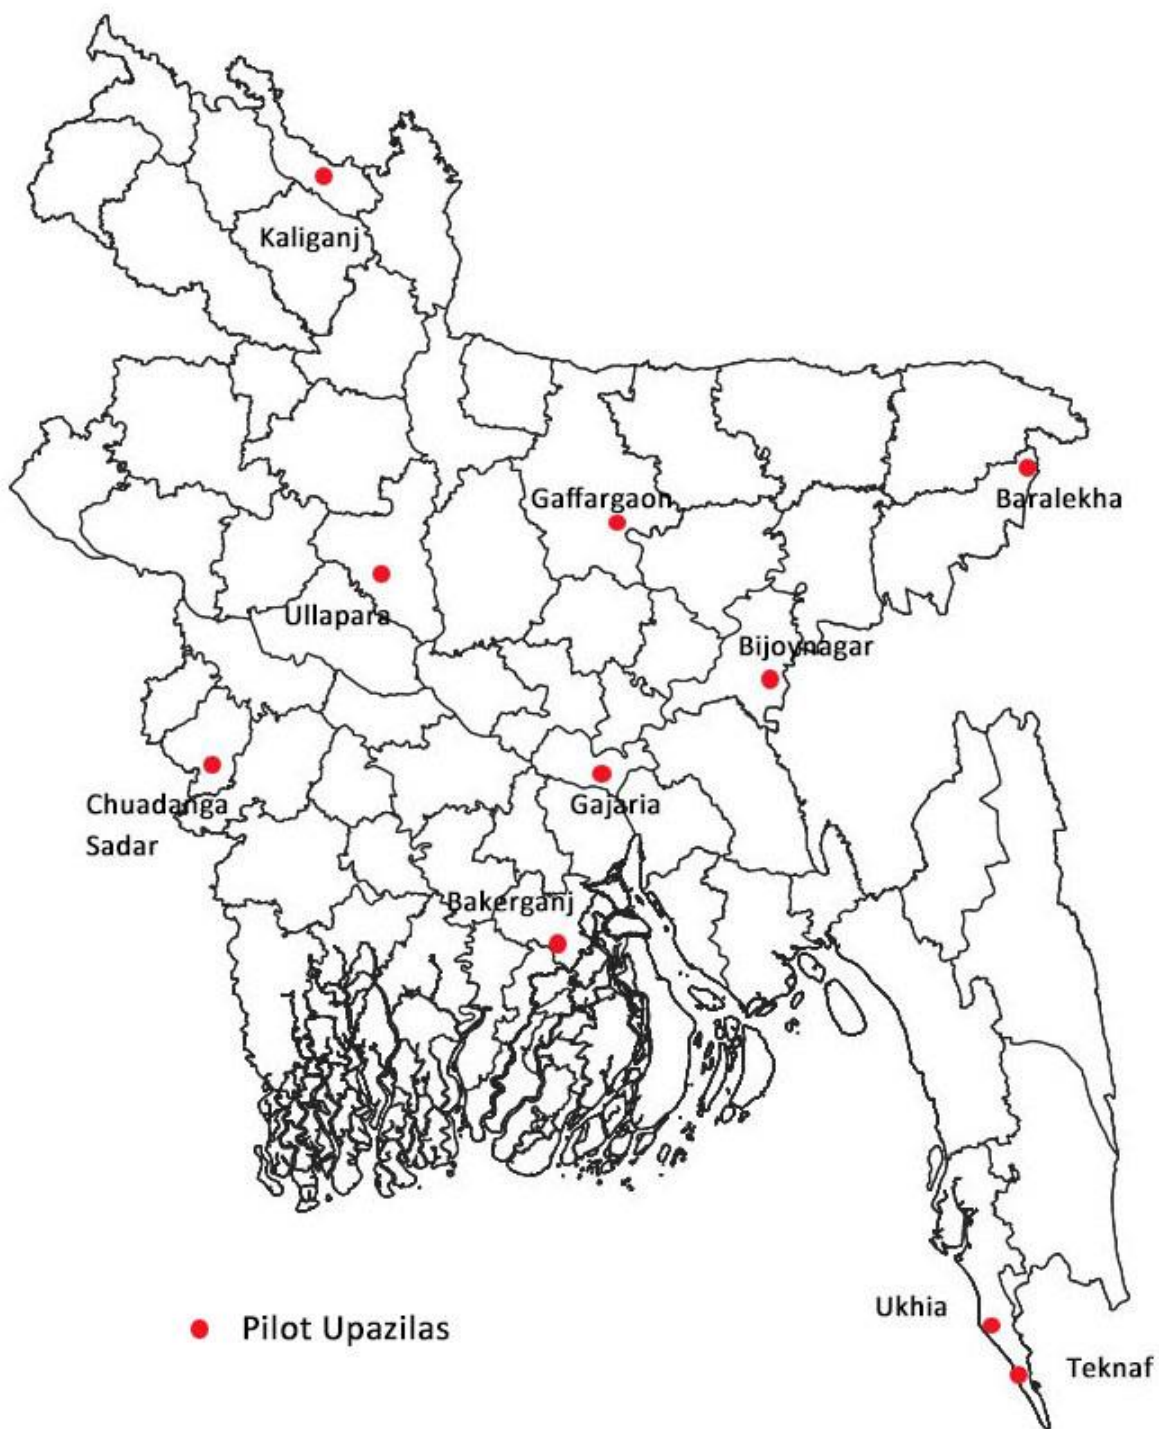 Kaliganj
Gaffargaon
Baralekha
Ullapara
Bijoynagar
Chuadanga
Sadar
Gajaria
Bakerganj
Ukhia
Pilot Upazilas
Teknaf